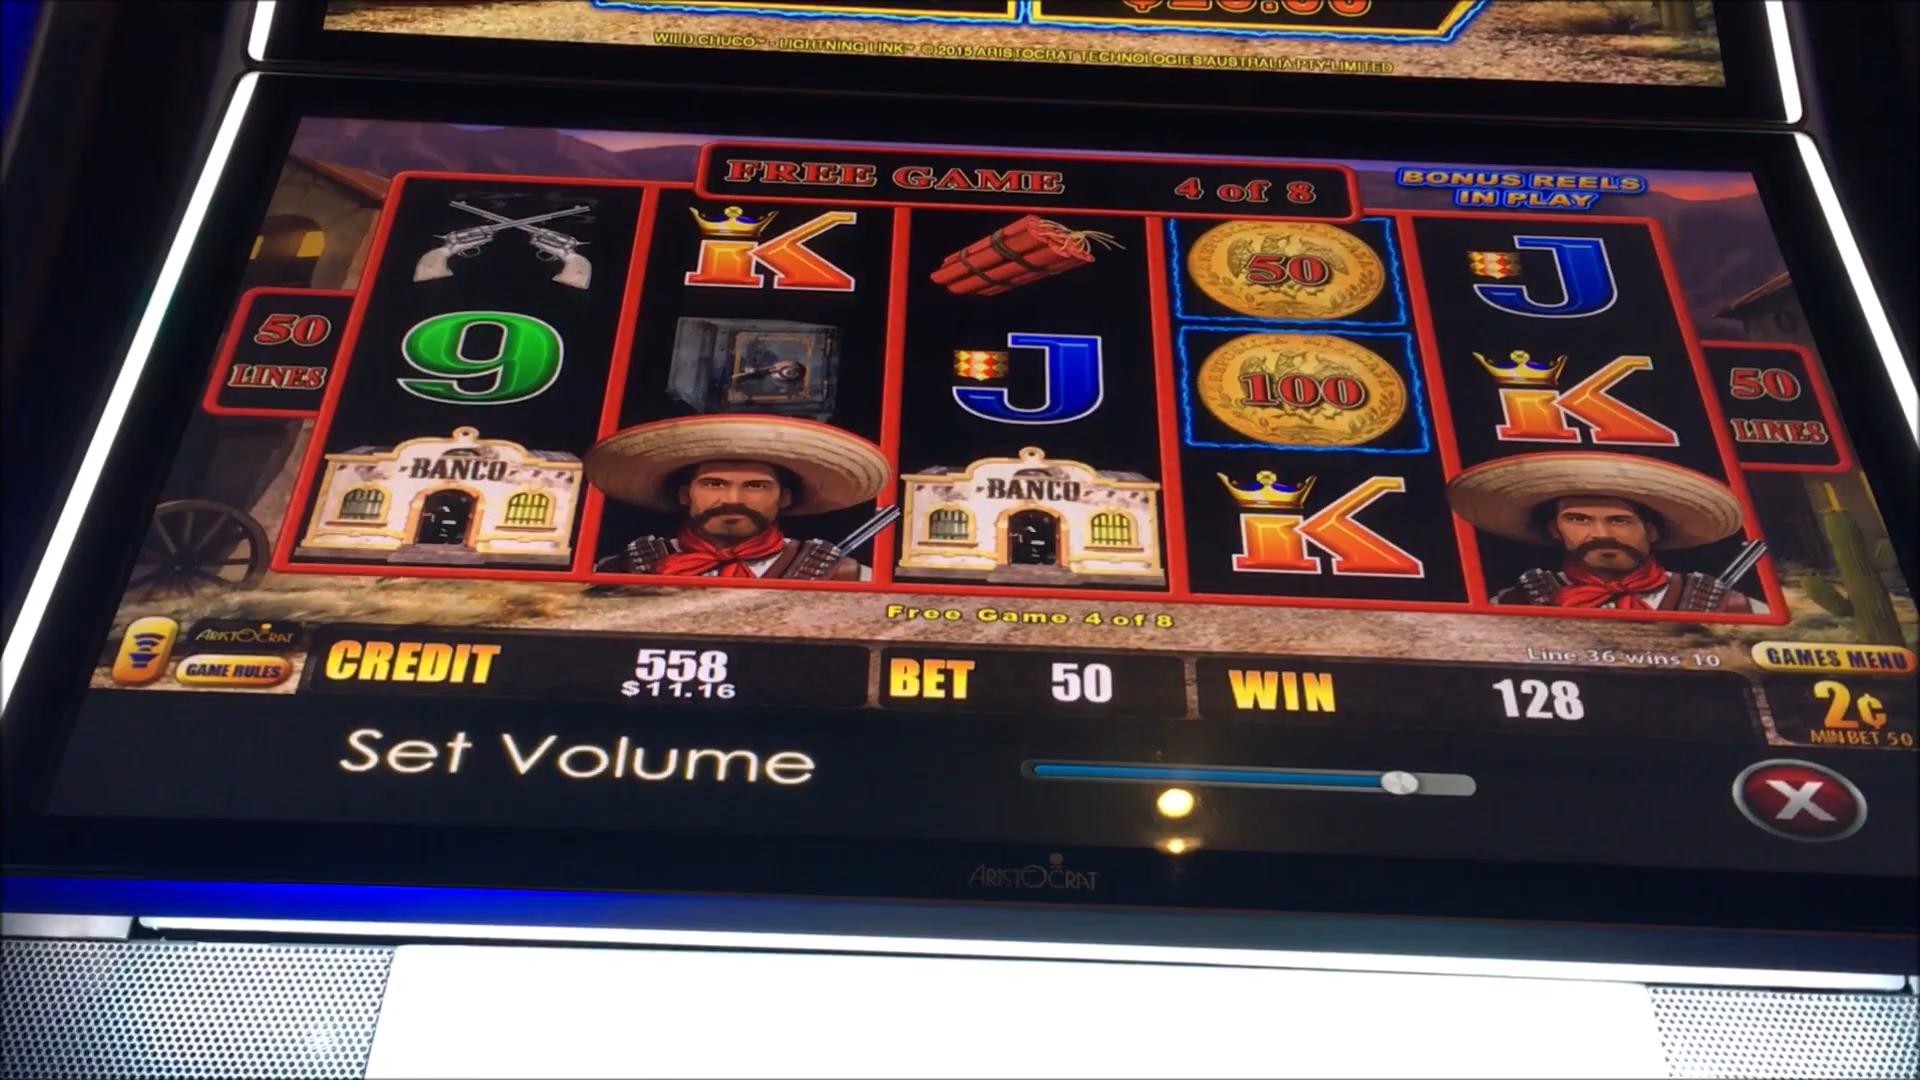 WILD CHUCO™ - LIGHTNING LINK™ © 2015 ARISTOCRAT TECHNOLOGIES AUSTRALIA PTY LIMITED
FREE GAME 4 of 8
BONUS REELS
IN PLAY
K
50
J
50
LINES
9
J
100
K
50
LINES
BANCO
BANCO
K
Free Game 4 of 8
Line 36 wins 10
ARISTOCRAT
GAME RULES
CREDIT
558
$11.16
BET 50
WIN 128
GAMES MENU
2¢
MIN BET 50
Set Volume
X
ARISTOCRAT